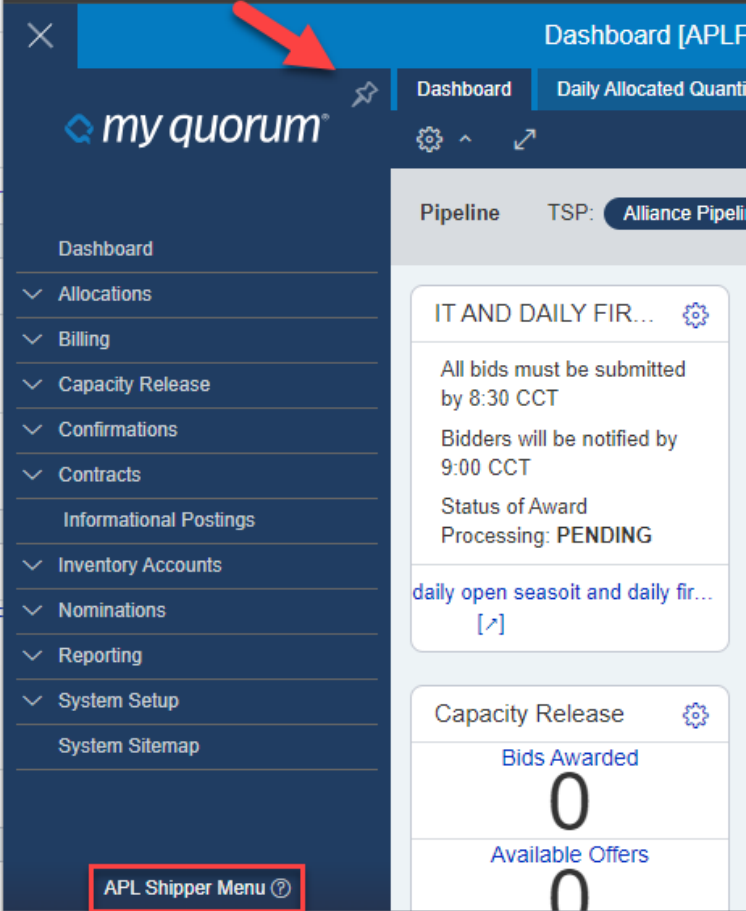 Dashboard [APLF
my quorum®
Dashboard
Daily Allocated Quanti
Pipeline
TSP:
Alliance Pipeli
Dashboard
Allocations
Billing
Capacity Release
Confirmations
Contracts
Informational Postings
Inventory Accounts
Nominations
Reporting
System Setup
System Sitemap
APL Shipper Menu ?
IT AND DAILY FIR...
All bids must be submitted
by 8:30 CCT
Bidders will be notified by
9:00 CCT
Status of Award
Processing: PENDING
daily open seasoit and daily fir...
[↗]
Capacity Release
Bids Awarded
0
Available Offers
0